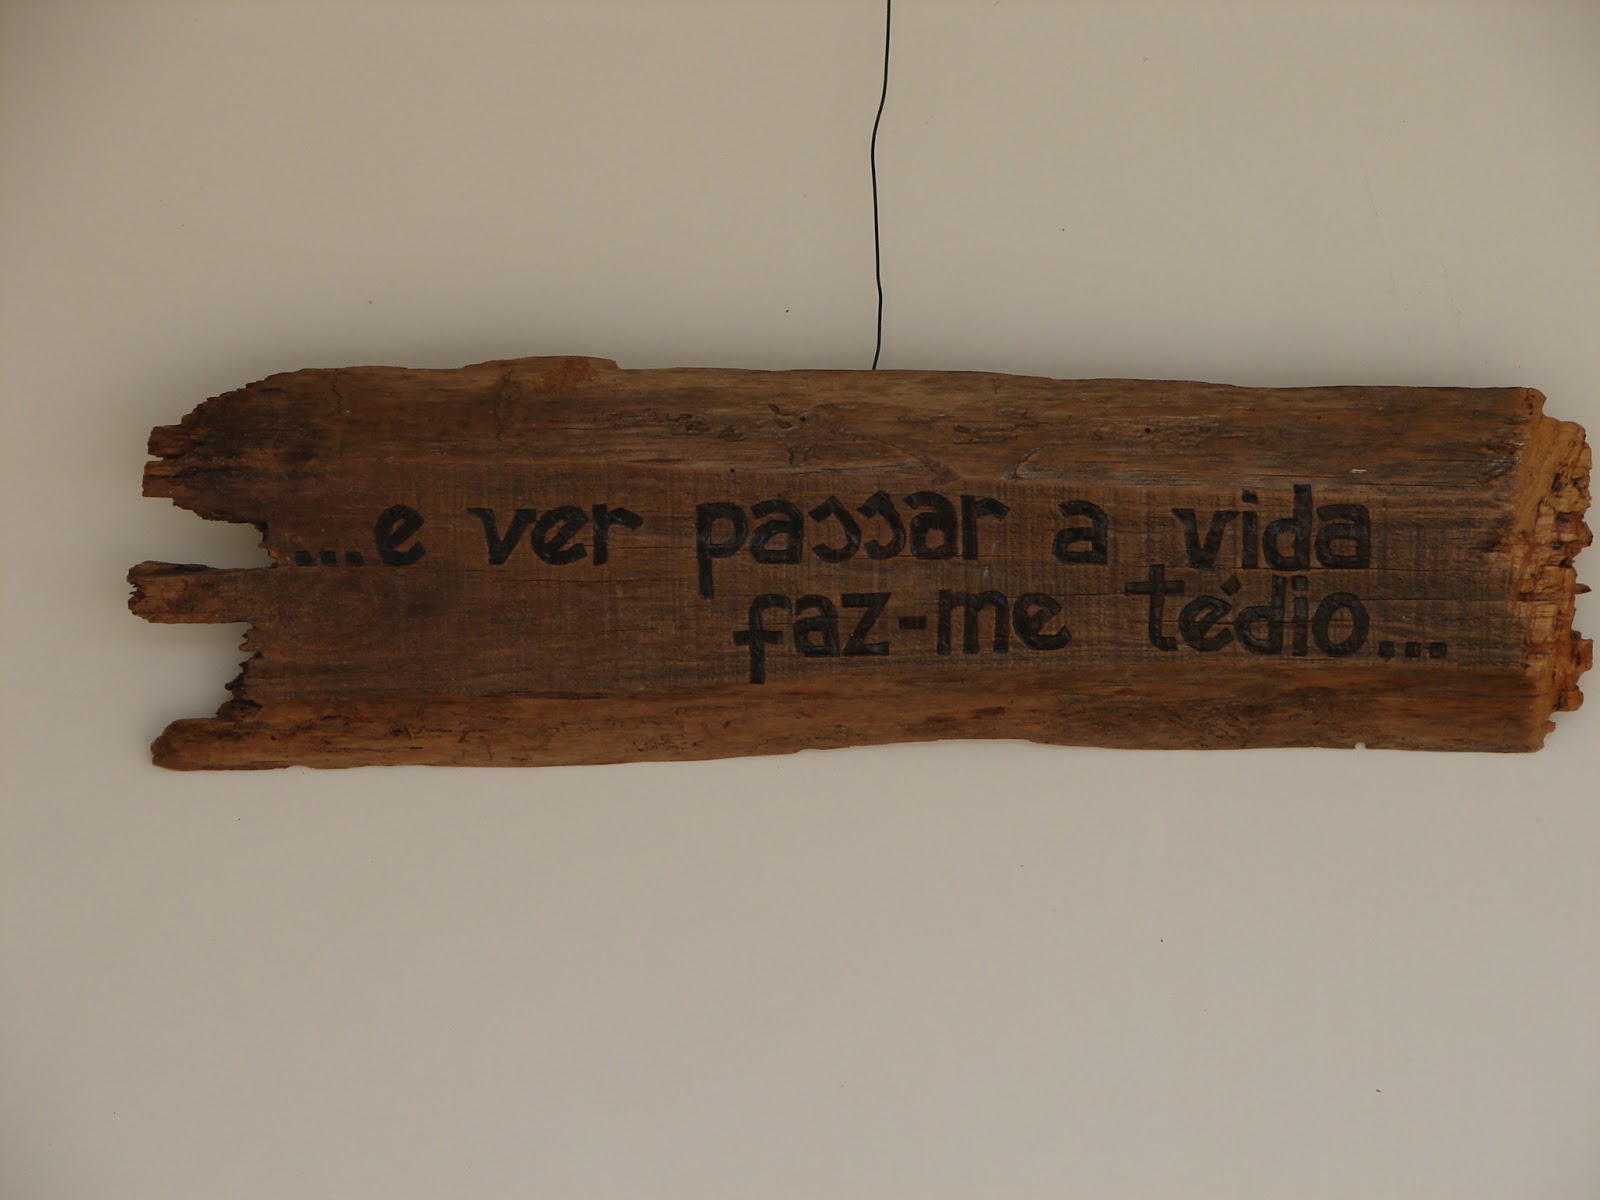 ...e ver passar a vida
faz-me tédio...